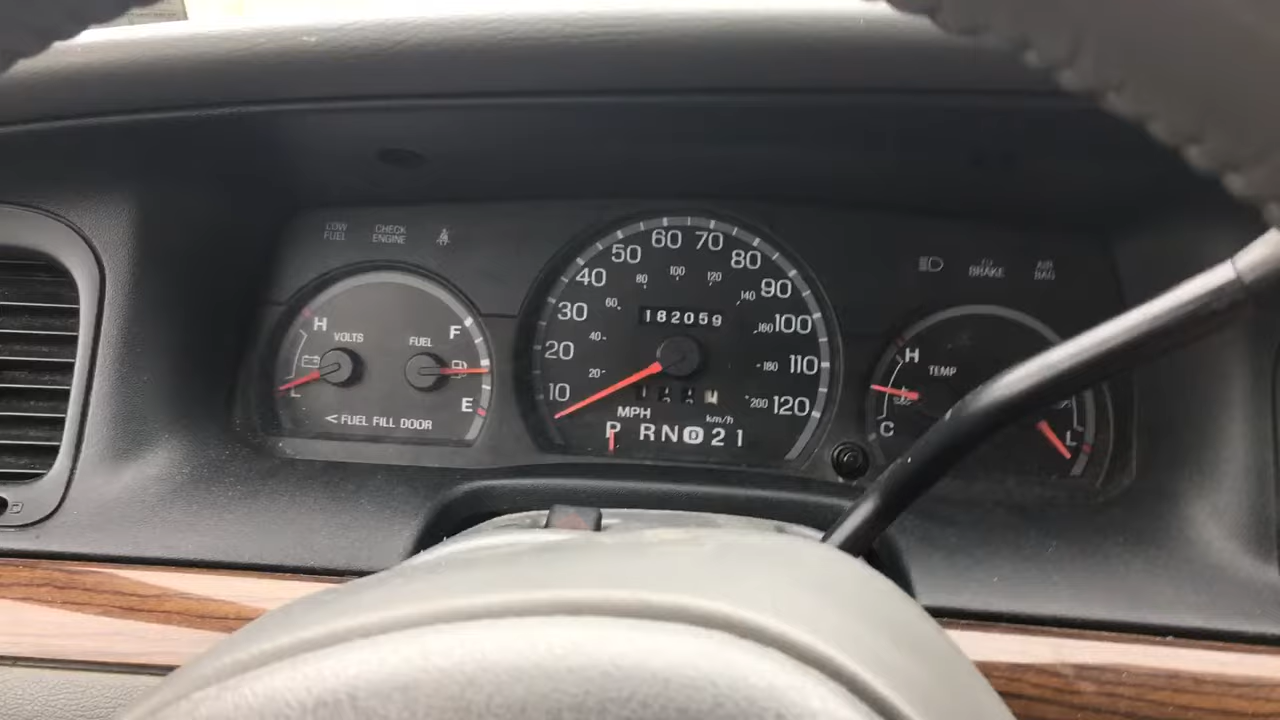 LOW FUEL
CHECK ENGINE
H
VOLTS
L
FUEL
F
E
< FUEL FILL DOOR
10
20
30
40
50
60
70
80
90
100
110
120
20
40
60
80
100
120
140
160
180
200
182059
MPH
km/h
P R N D 2 1
BRAKE
AIR BAG
H
TEMP
C
L